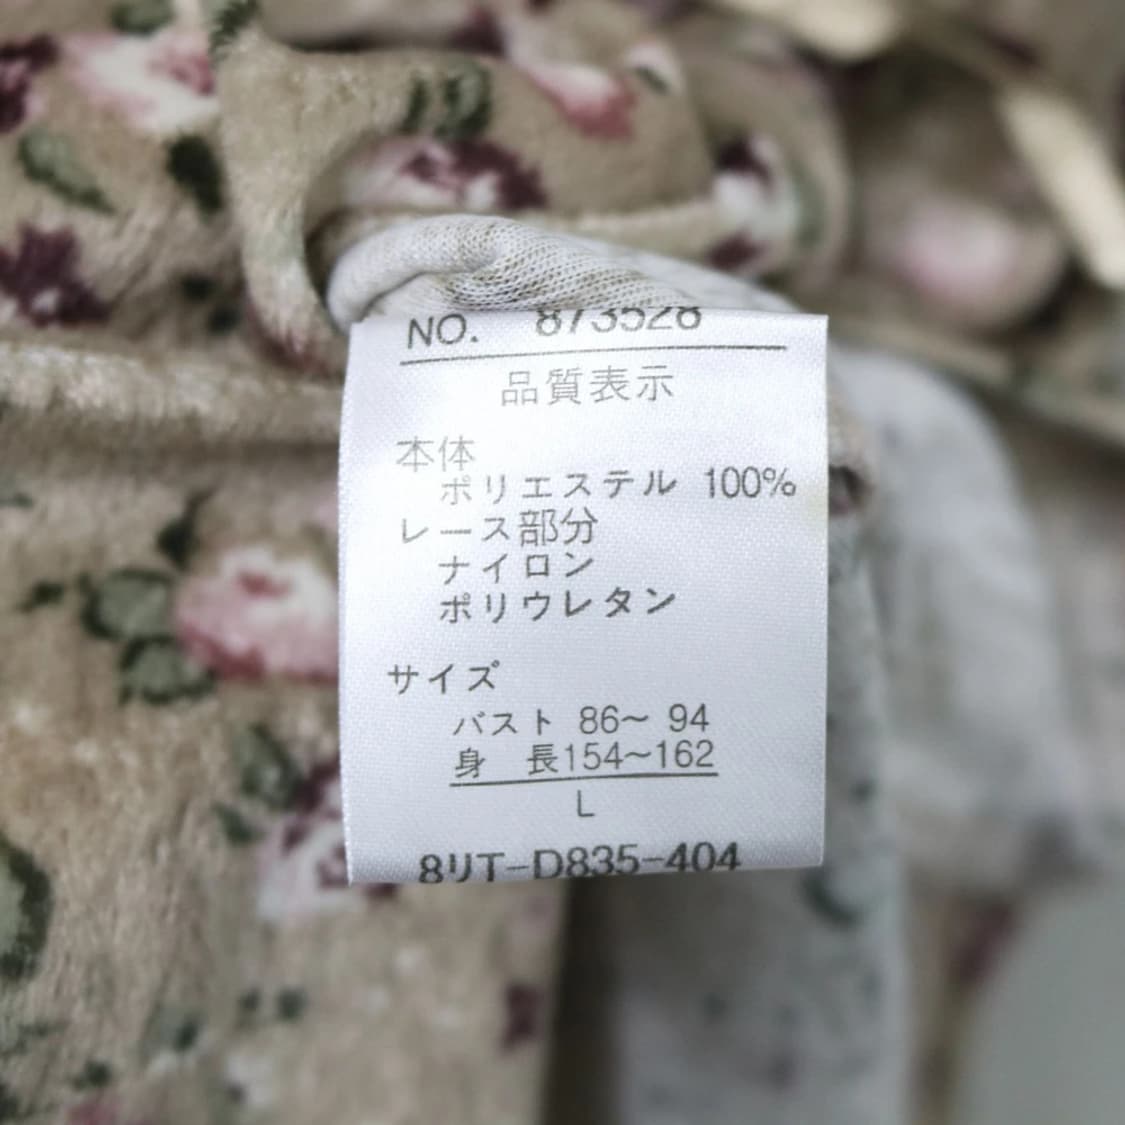 NO. 873528
品質表示
本体
ポリエステル 100%
レース部分
ナイロン
ポリウレタン
サイズ
バスト 86〜 94
身 長154〜162
L
8リT-D835-404